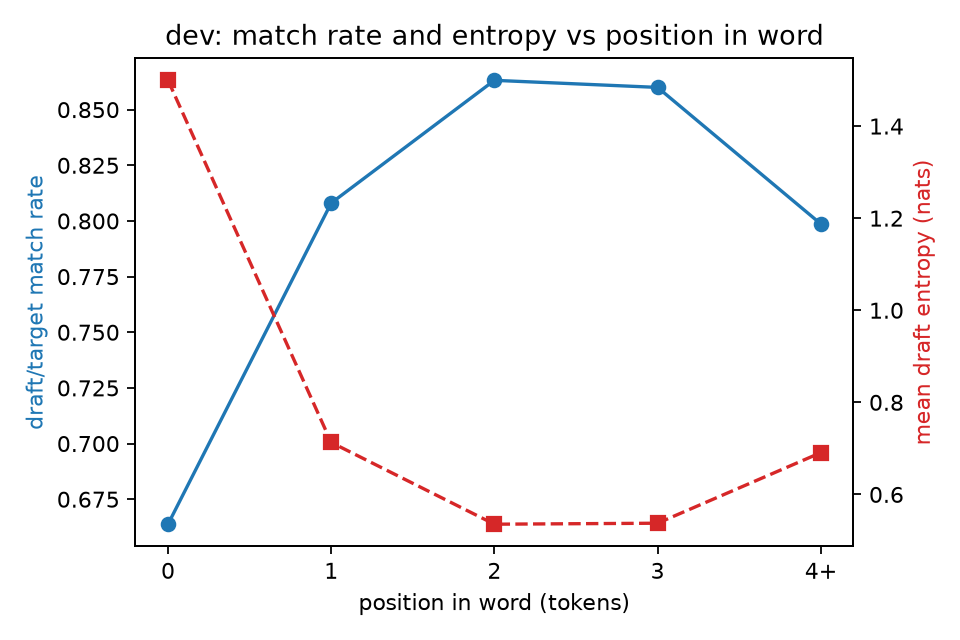 dev: match rate and entropy vs position in word
draft/target match rate
0.850
0.825
0.800
0.775
0.750
0.725
0.700
0.675
1.4
1.2
1.0
0.8
0.6
mean draft entropy (nats)
0 1 2 3 4+
position in word (tokens)